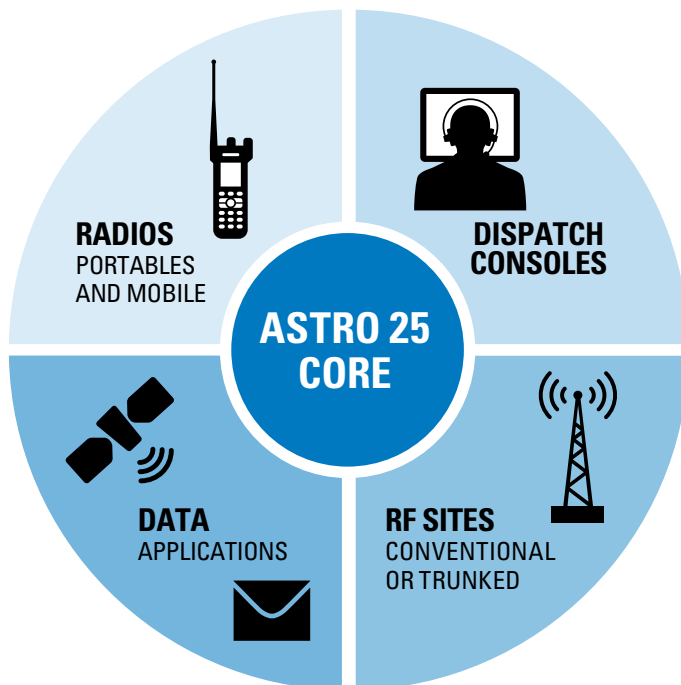 RADIOS
PORTABLES
AND MOBILE
DISPATCH
CONSOLES
ASTRO 25
CORE
DATA
APPLICATIONS
RF SITES
CONVENTIONAL
OR TRUNKED